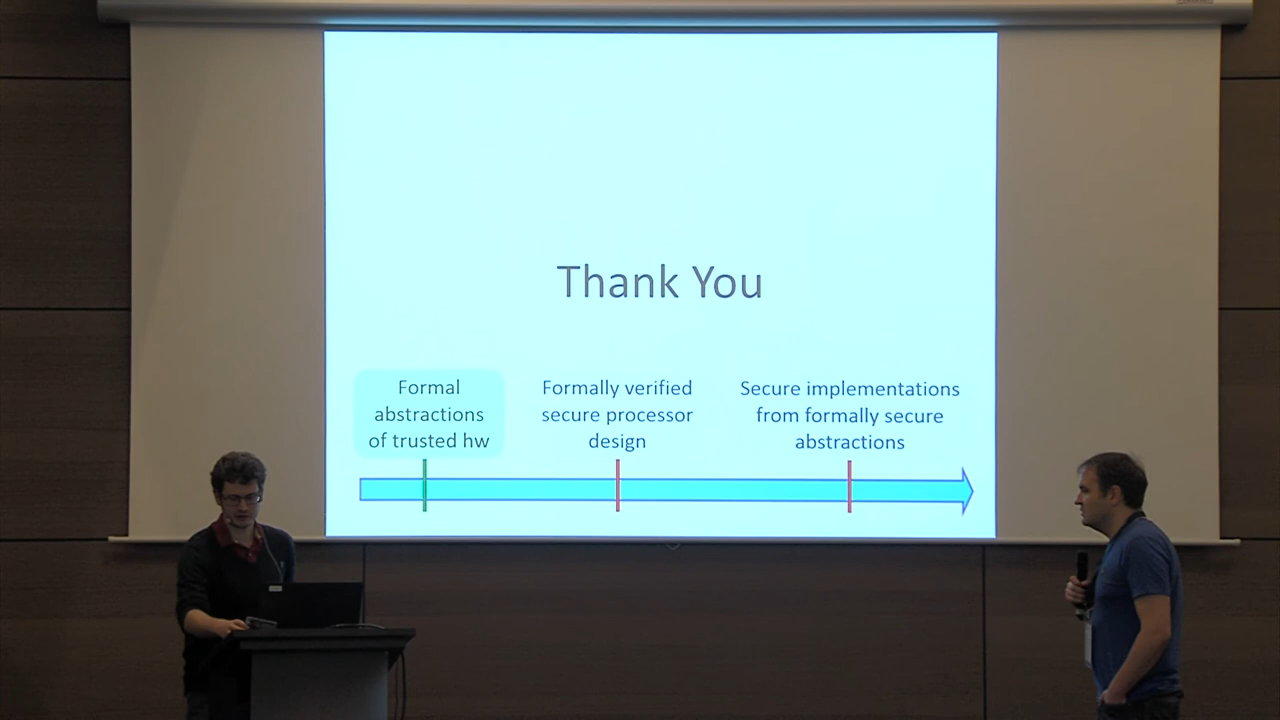 Thank You
Formal
abstractions
of trusted hw
Formally verified
secure processor
design
Secure implementations
from formally secure
abstractions